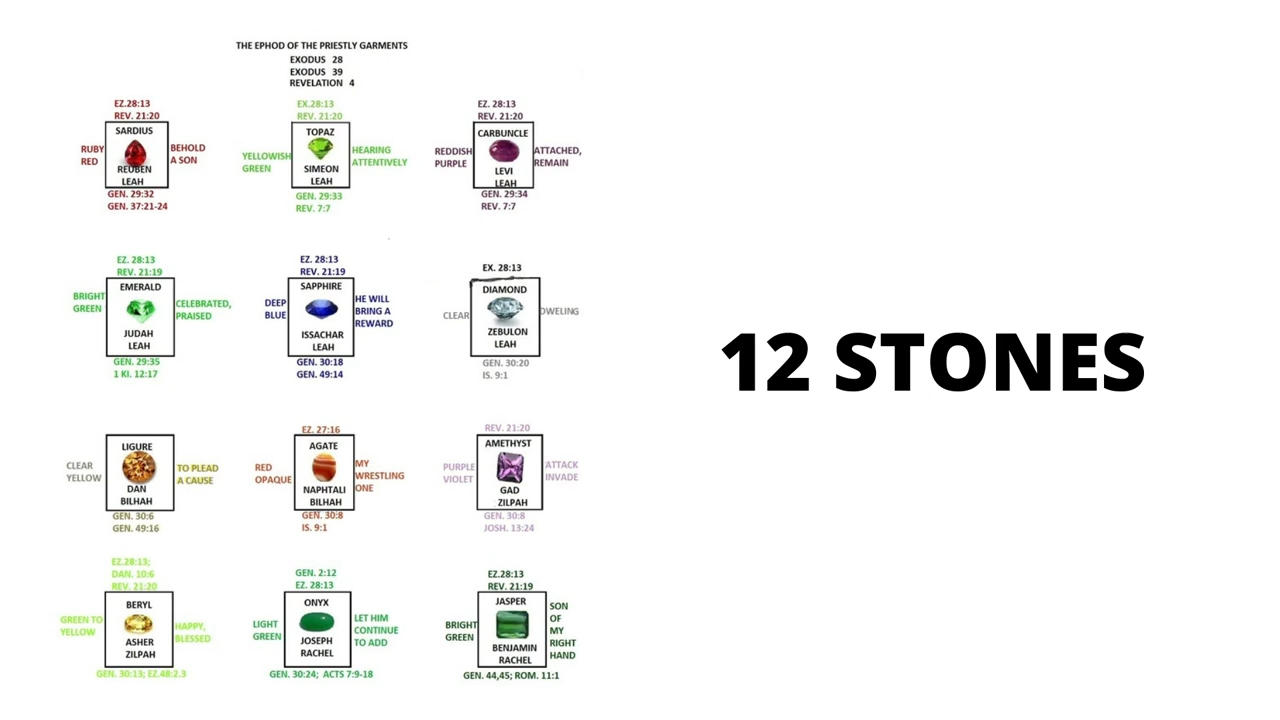 THE EPHOD OF THE PRIESTLY GARMENTS
EXODUS 28
EXODUS 39
REVELATION 4
EZ.28:13
REV. 21:20
SARDIUS
RUBY
RED
BEHOLD
A SON
REUBEN
LEAH
GEN. 29:32
GEN. 37:21-24
EX.28:13
REV. 21:20
TOPAZ
YELLOWISH
GREEN
HEARING
ATTENTIVELY
SIMEON
LEAH
GEN. 29:33
REV. 7:7
EZ. 28:13
REV. 21:20
CARBUNCLE
REDDISH
PURPLE
ATTACHED,
REMAIN
LEVI
LEAH
GEN. 29:34
REV. 7:7
EZ. 28:13
REV. 21:19
EMERALD
BRIGHT
GREEN
CELEBRATED,
PRAISED
JUDAH
LEAH
GEN. 29:35
1 KI. 12:17
EZ. 28:13
REV. 21:19
SAPPHIRE
DEEP
BLUE
HE WILL
BRING A
REWARD
ISSACHAR
LEAH
GEN. 30:18
GEN. 49:14
EX. 28:13
DIAMOND
CLEAR
DWELING
ZEBULON
LEAH
GEN. 30:20
IS. 9:1
LIGURE
CLEAR
YELLOW
TO PLEAD
A CAUSE
DAN
BILHAH
GEN. 30:6
GEN. 49:16
EZ. 27:16
AGATE
RED
OPAQUE
MY
WRESTLING
ONE
NAPHTALI
BILHAH
GEN. 30:8
IS. 9:1
REV. 21:20
AMETHYST
PURPLE
VIOLET
ATTACK
INVADE
GAD
ZILPAH
GEN. 30:8
JOSH. 13:24
EZ.28:13;
DAN. 10:6
REV. 21:20
BERYL
GREEN TO
YELLOW
HAPPY,
BLESSED
ASHER
ZILPAH
GEN. 30:13; EZ.48:2.3
GEN. 2:12
EZ. 28:13
ONYX
LIGHT
GREEN
LET HIM
CONTINUE
TO ADD
JOSEPH
RACHEL
GEN. 30:24; ACTS 7:9-18
EZ.28:13
REV. 21:19
JASPER
BRIGHT
GREEN
SON
OF
MY
RIGHT
HAND
BENJAMIN
RACHEL
GEN. 44,45; ROM. 11:1
12 STONES